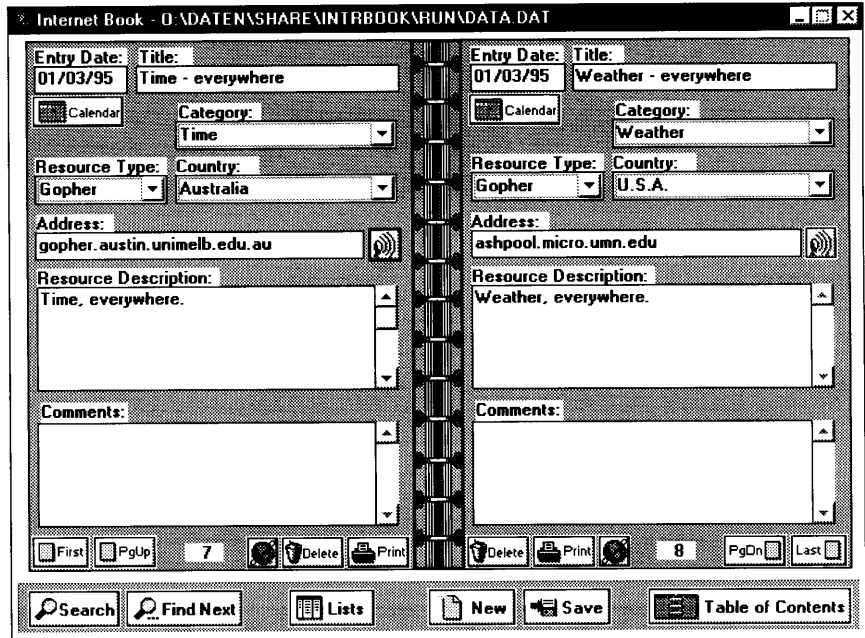 Internet Book - O:\DATEN\SHARE\INTRBOOK\RUN\DATA.DAT
Entry Date: Title:
01/03/95 Time - everywhere
Calendar
Category:
Time
Resource Type: Country:
Gopher Australia
Address:
gopher.austin.unimelb.edu.au
Resource Description:
Time, everywhere.
Comments:
First PgUp 7 Delete Print
Entry Date: Title:
01/03/95 Weather - everywhere
Calendar
Category:
Weather
Resource Type: Country:
Gopher U.S.A.
Address:
ashpool.micro.umn.edu
Resource Description:
Weather, everywhere.
Comments:
Delete Print 8 PgDn Last
Search Find Next Lists New Save Table of Contents